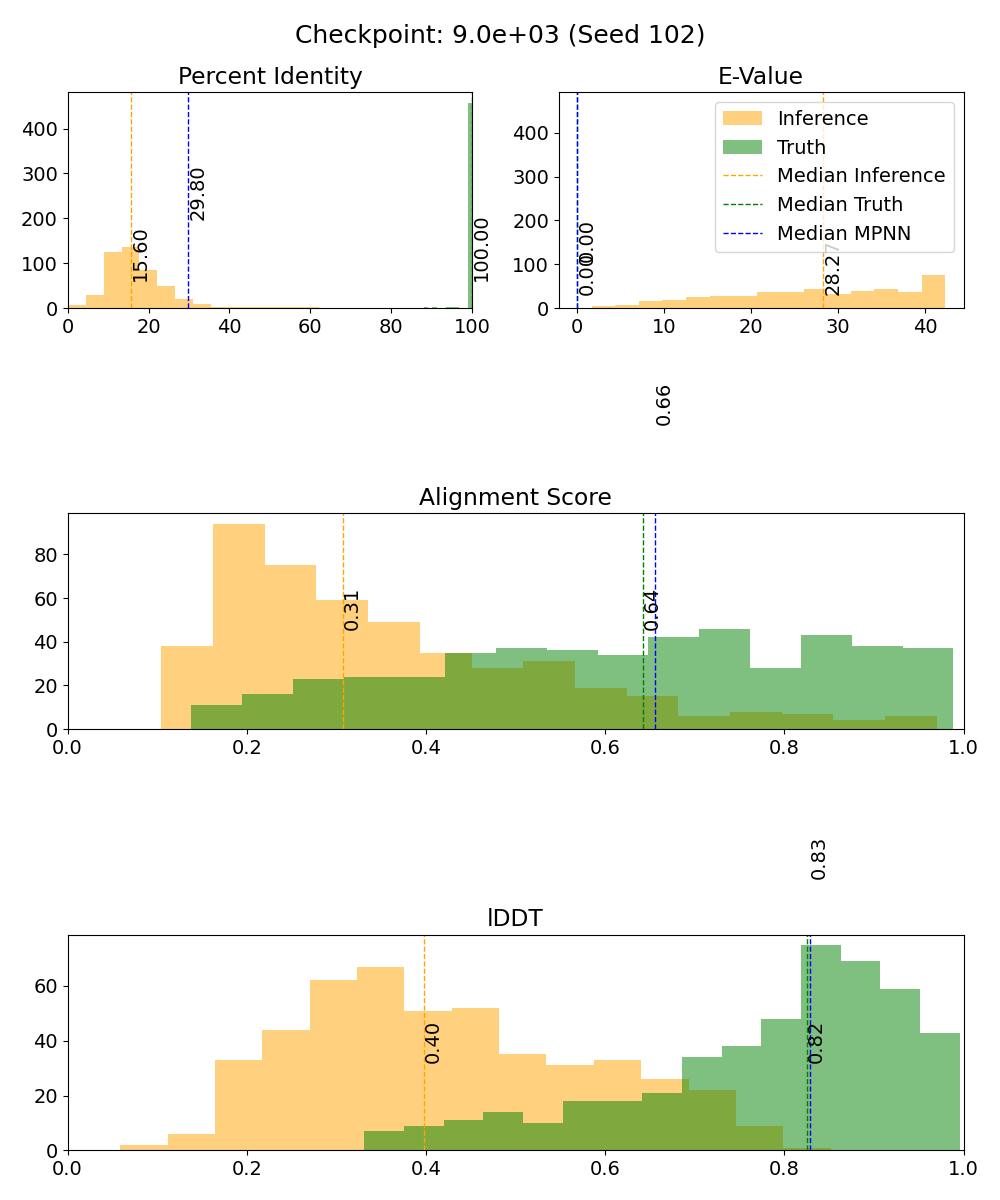 Checkpoint: 9.0e+03 (Seed 102)
Percent Identity
400
300
200
100
0
0 20 40 60 80 100
15.60
29.80
100.00
E-Value
400
300
200
100
0
0 10 20 30 40
0.00
0.00
28.27
Inference
Truth
Median Inference
Median Truth
Median MPNN
0.66
Alignment Score
80
60
40
20
0
0.0 0.2 0.4 0.6 0.8 1.0
0.31
0.64
0.83
lDDT
60
40
20
0
0.0 0.2 0.4 0.6 0.8 1.0
0.40
0.82